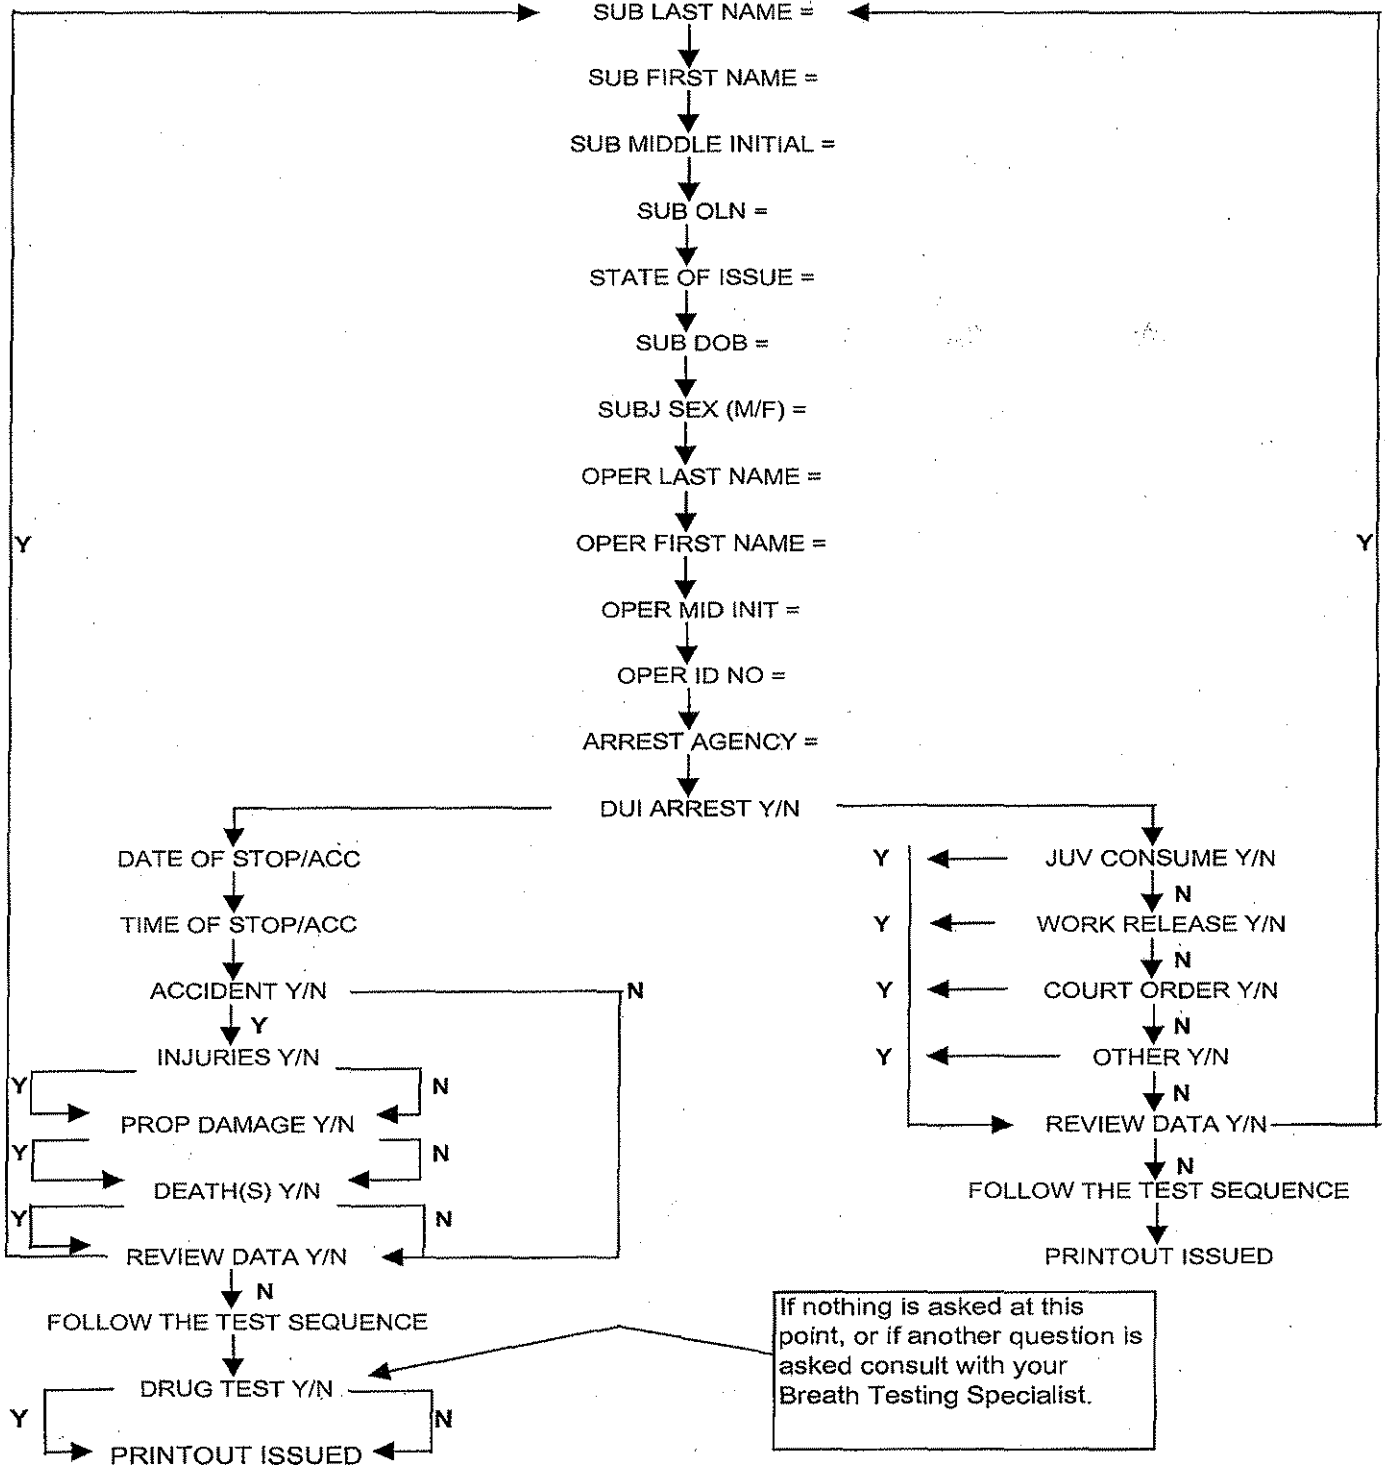 SUB LAST NAME =
SUB FIRST NAME =
SUB MIDDLE INITIAL =
SUB OLN =
STATE OF ISSUE =
SUB DOB =
SUBJ SEX (M/F) =
OPER LAST NAME =
OPER FIRST NAME =
Y
Y
OPER MID INIT =
OPER ID NO =
ARREST AGENCY =
DUI ARREST Y/N
DATE OF STOP/ACC
TIME OF STOP/ACC
ACCIDENT Y/N
N
Y
INJURIES Y/N
Y
N
PROP DAMAGE Y/N
Y
N
DEATH(S) Y/N
Y
N
REVIEW DATA Y/N
N
FOLLOW THE TEST SEQUENCE
DRUG TEST Y/N
Y
N
PRINTOUT ISSUED
Y
JUV CONSUME Y/N
N
Y
WORK RELEASE Y/N
N
Y
COURT ORDER Y/N
N
Y
OTHER Y/N
N
REVIEW DATA Y/N
N
FOLLOW THE TEST SEQUENCE
PRINTOUT ISSUED
If nothing is asked at this
point, or if another question is
asked consult with your
Breath Testing Specialist.